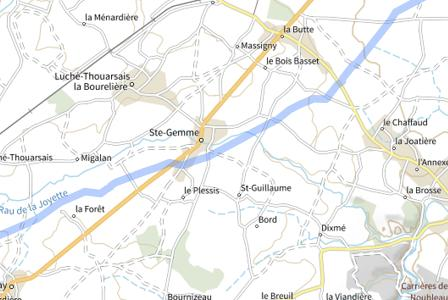 la Ménardière
la Butte
Massigny
le Bois Basset
Luché-Thouarsais
la Bourelière
le Chaffaud
la Joatière
Ste-Gemme
hé-Thouarsais
Migalan
l'Annexe
la Brosse
Rau de la Joyette
le Plessis
St-Guillaume
la Forêt
Bord
Dixmé
Carrières de
Noubleau
Bournizeau
le Breuil
la Viandière